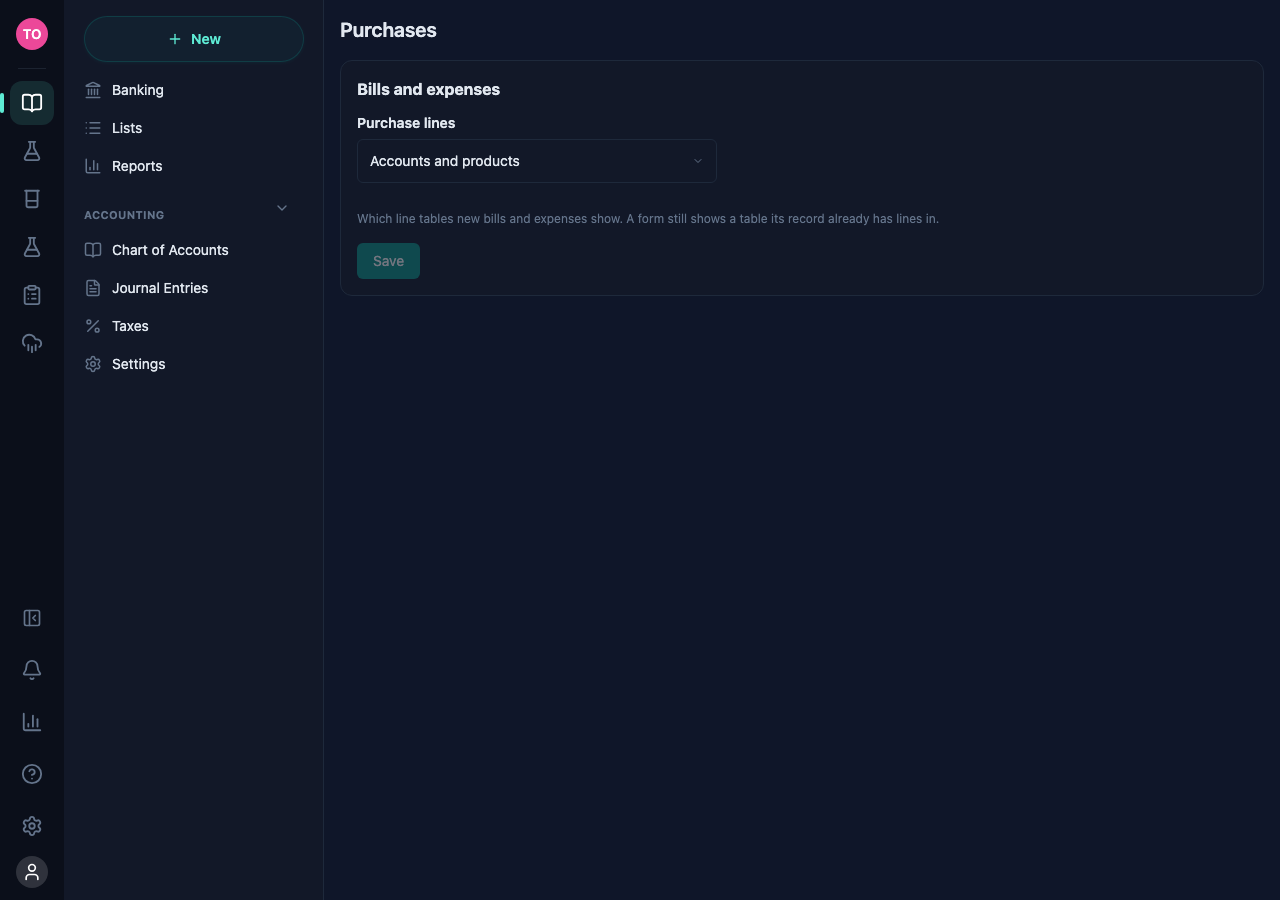 TO
New
Banking
Lists
Reports
ACCOUNTING
Chart of Accounts
Journal Entries
Taxes
Settings
Purchases
Bills and expenses
Purchase lines
Accounts and products
Which line tables new bills and expenses show. A form still shows a table its record already has lines in.
Save